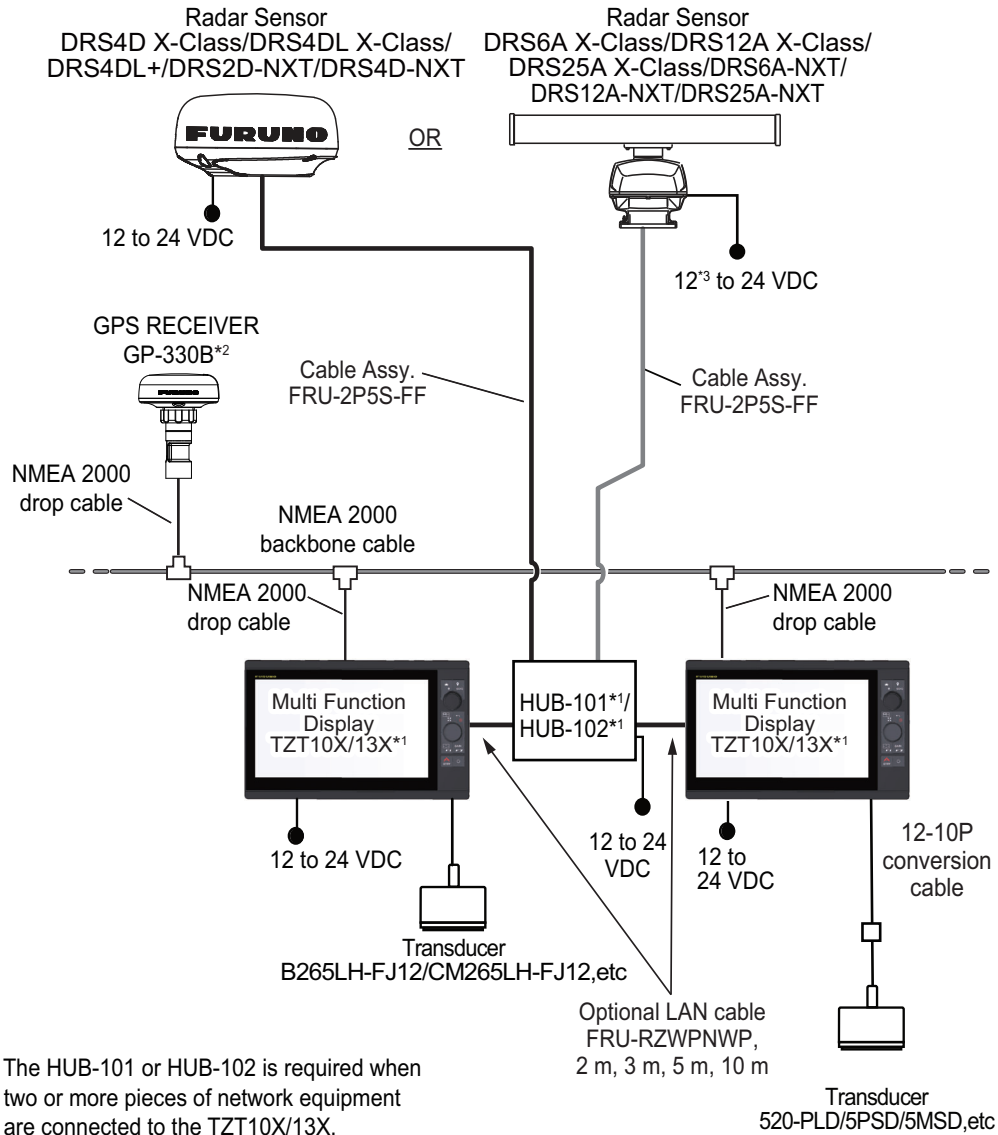 Radar Sensor
DRS4D X-Class/DRS4DL X-Class/
DRS4DL+/DRS2D-NXT/DRS4D-NXT
Radar Sensor
DRS6A X-Class/DRS12A X-Class/
DRS25A X-Class/DRS6A-NXT/
DRS12A-NXT/DRS25A-NXT
FURUNO
OR
12 to 24 VDC
12*3 to 24 VDC
GPS RECEIVER
GP-330B*2
FURUNO
Cable Assy.
FRU-2P5S-FF
Cable Assy.
FRU-2P5S-FF
NMEA 2000
drop cable
NMEA 2000
backbone cable
NMEA 2000
drop cable
NMEA 2000
drop cable
Multi Function
Display
TZT10X/13X*1
HUB-101*1/
HUB-102*1
Multi Function
Display
TZT10X/13X*1
12 to 24 VDC
12 to 24
VDC
12 to
24 VDC
12-10P
conversion
cable
Transducer
B265LH-FJ12/CM265LH-FJ12,etc
Optional LAN cable
FRU-RZWPNWP,
2 m, 3 m, 5 m, 10 m
The HUB-101 or HUB-102 is required when
two or more pieces of network equipment
are connected to the TZT10X/13X.
Transducer
520-PLD/5PSD/5MSD,etc